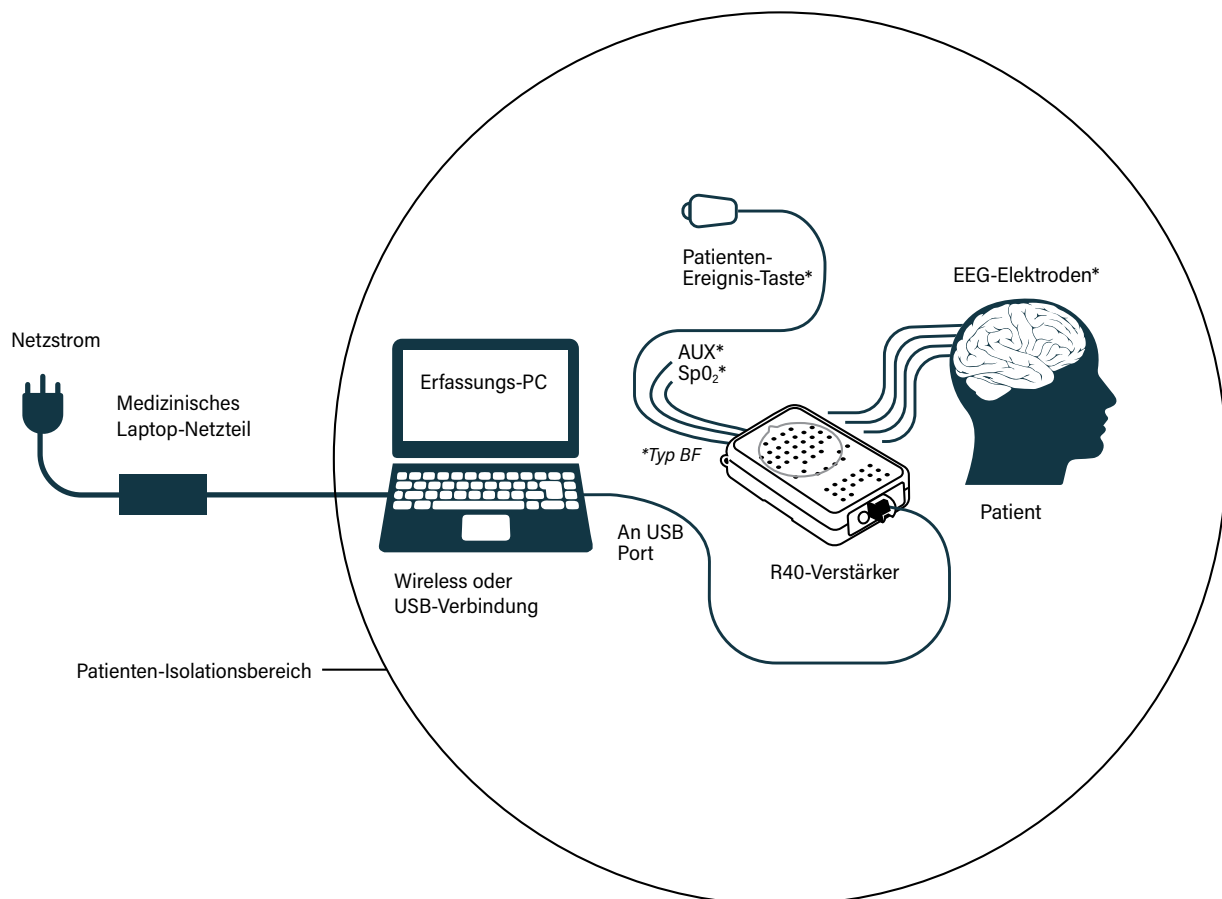 Netzstrom
Medizinisches
Laptop-Netzteil
Erfassungs-PC
Wireless oder
USB-Verbindung
Patienten-Isolationsbereich
Patienten-
Ereignis-Taste*
AUX*
Sp0₂*
*Typ BF
An USB
Port
R40-Verstärker
EEG-Elektroden*
Patient